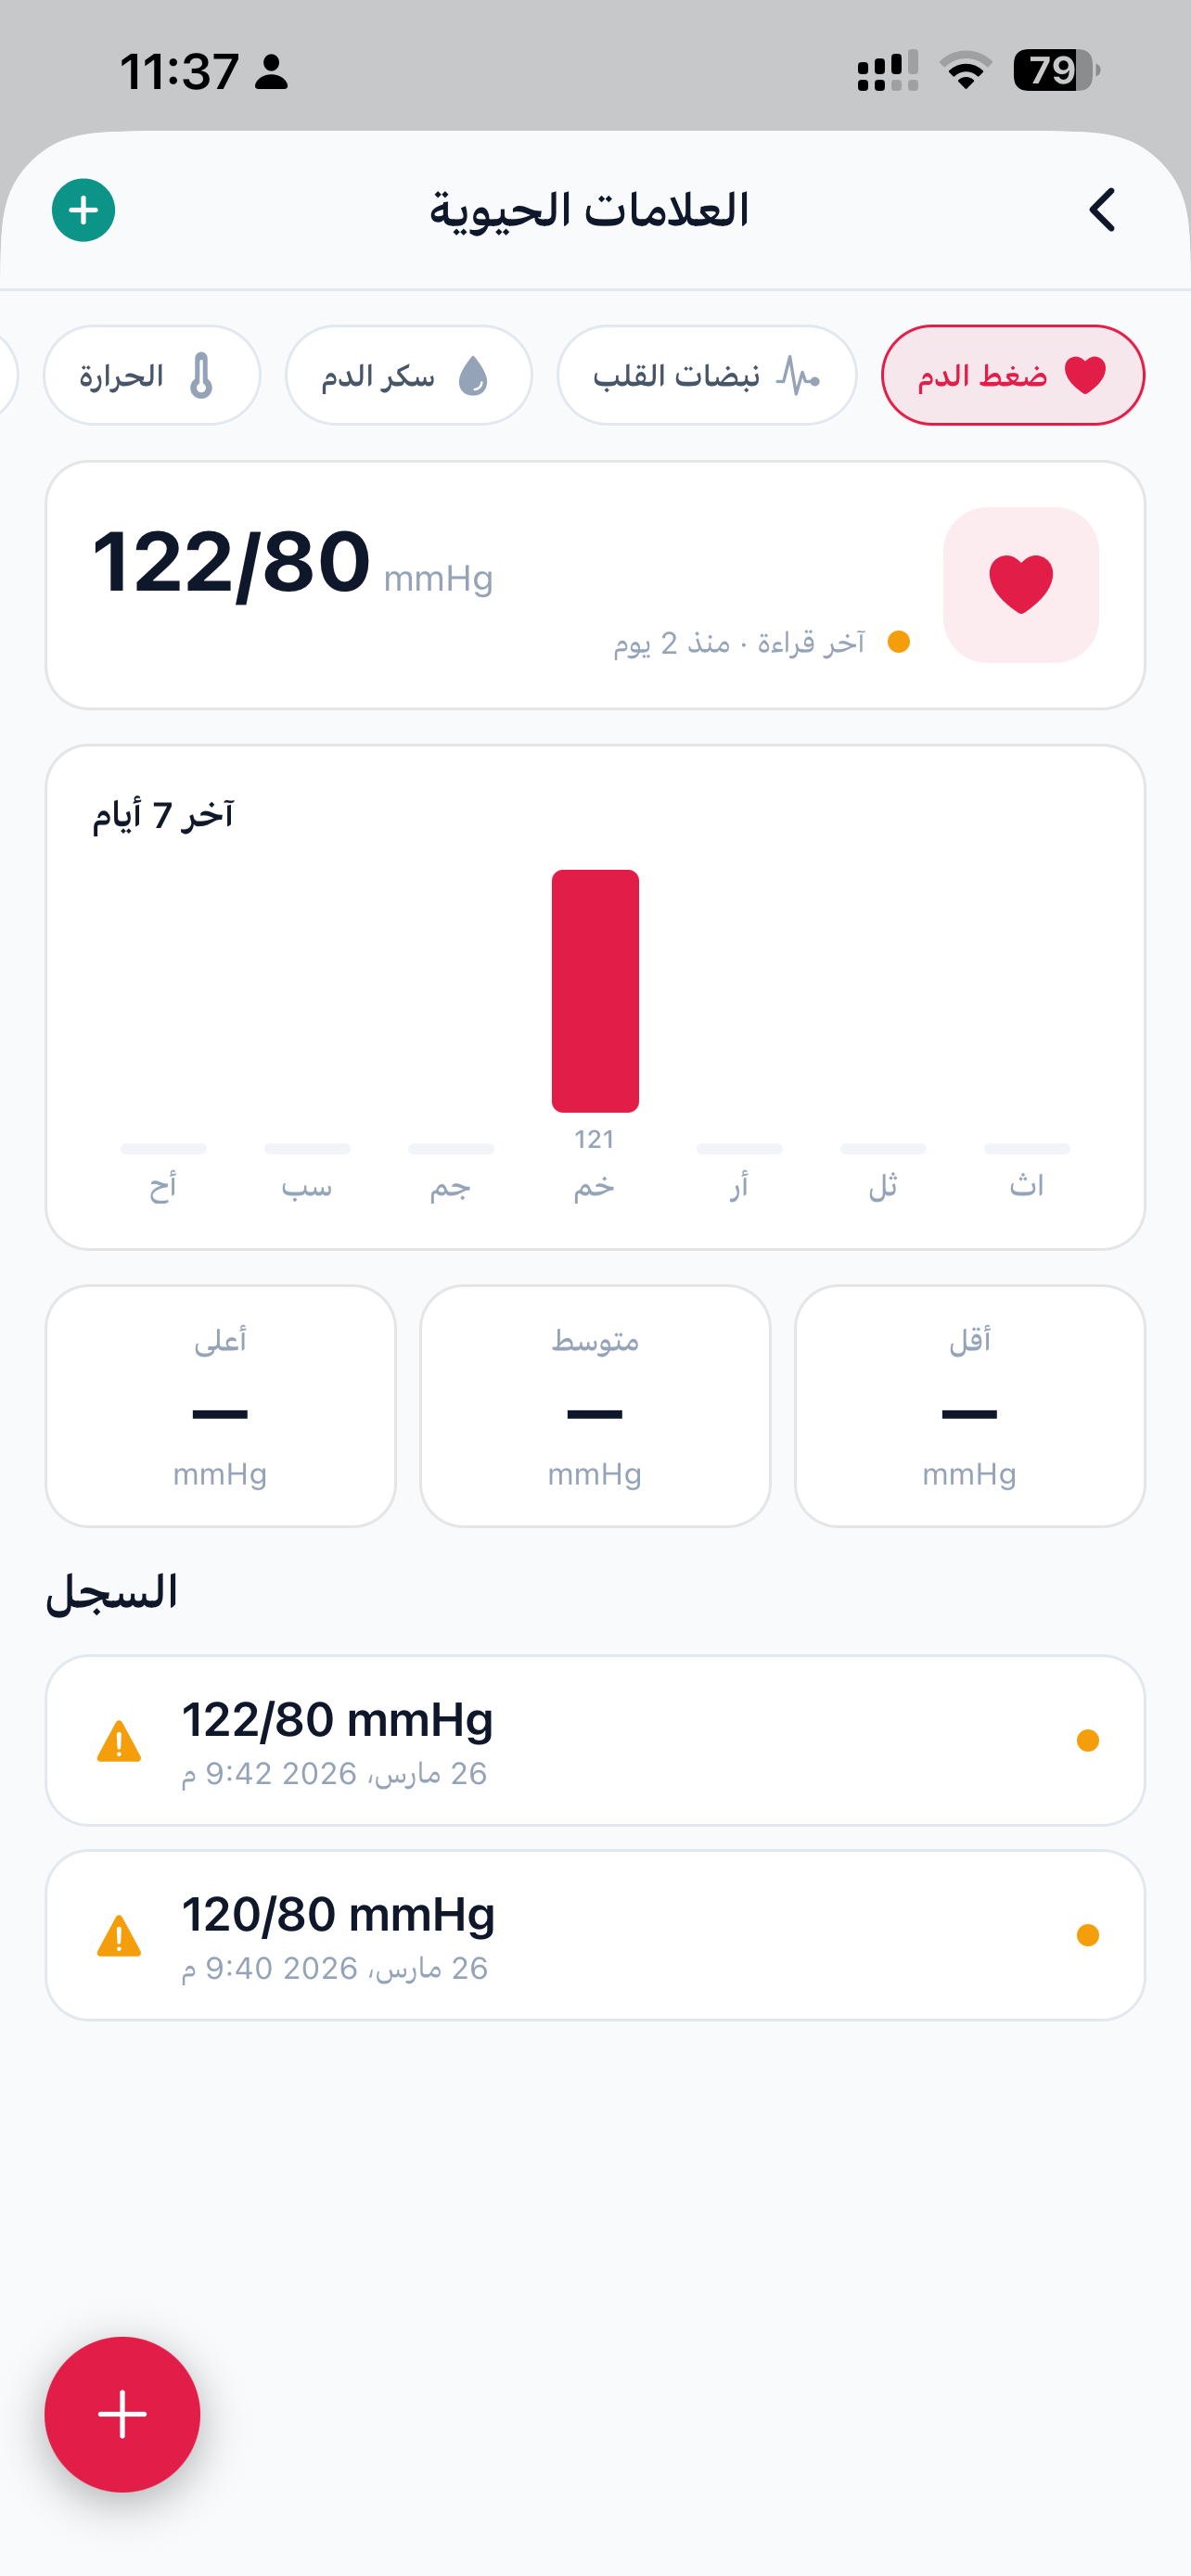 11:37
79
العلامات الحيوية
ضغط الدم
نبضات القلب
سكر الدم
الحرارة
122/80 mmHg
آخر قراءة · منذ 2 يوم
آخر 7 أيام
121
اث
ثل
أر
خم
جم
سب
أح
أقل
—
mmHg
متوسط
—
mmHg
أعلى
—
mmHg
السجل
122/80 mmHg
26 مارس، 2026 9:42 م
120/80 mmHg
26 مارس، 2026 9:40 م